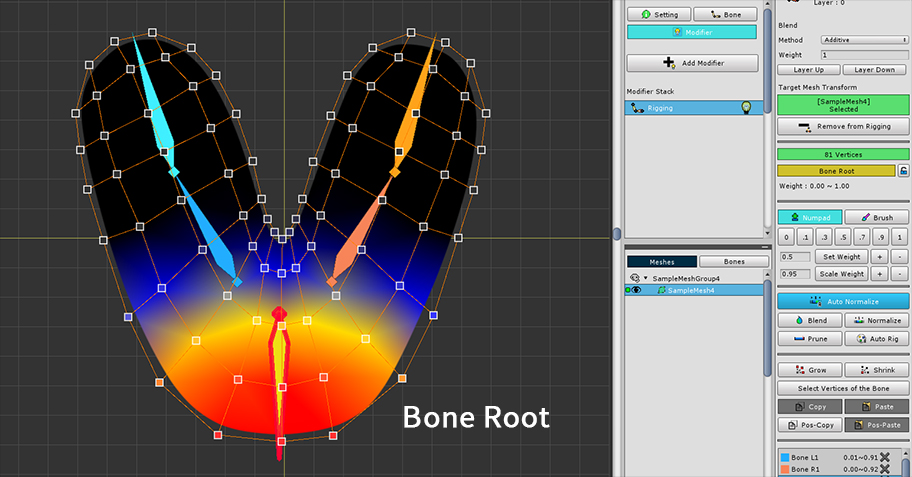 Bone Root
Setting
Bone
Modifier
Add Modifier
Modifier Stack
Rigging
Meshes
Bones
SampleMeshGroup4
SampleMesh4
Layer : 0
Blend
Method
Additive
Weight
1
Layer Up
Layer Down
Target Mesh Transform
[SampleMesh4]
Selected
Remove from Rigging
81 Vertices
Bone Root
Weight : 0.00 ~ 1.00
Numpad
Brush
0 .1 .3 .5 .7 .9 1
0.5 Set Weight + -
0.95 Scale Weight + -
Auto Normalize
Blend
Normalize
Prune
Auto Rig
Grow
Shrink
Select Vertices of the Bone
Copy
Paste
Pos-Copy
Pos-Paste
Bone L1 0.01~0.91
Bone R1 0.00~0.92